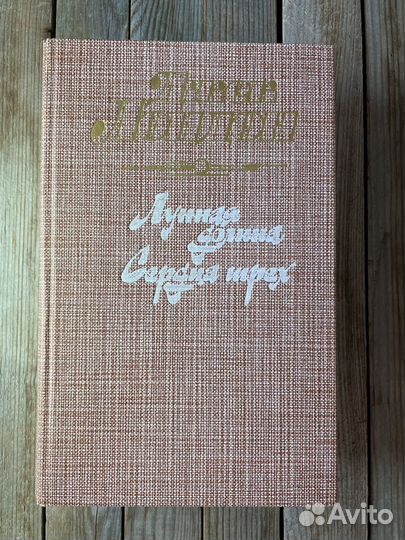 Джек
Лондон
Лунная
долина
Сердца трех
Avito